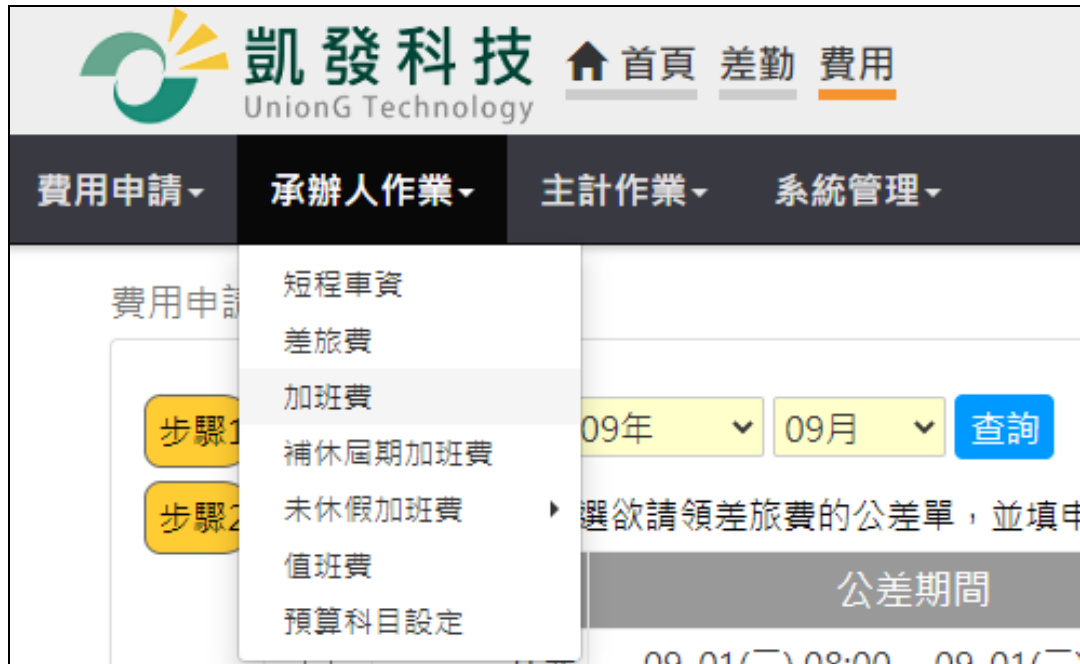 凱發科技
UnionG Technology
首頁 差勤 費用
費用申請 承辦人作業 主計作業 系統管理
費用申
短程車資
差旅費
加班費
補休屆期加班費
未休假加班費
值班費
預算科目設定
步驟1
09年 09月 查詢
步驟2
選欲請領差旅費的公差單，並填
公差期間